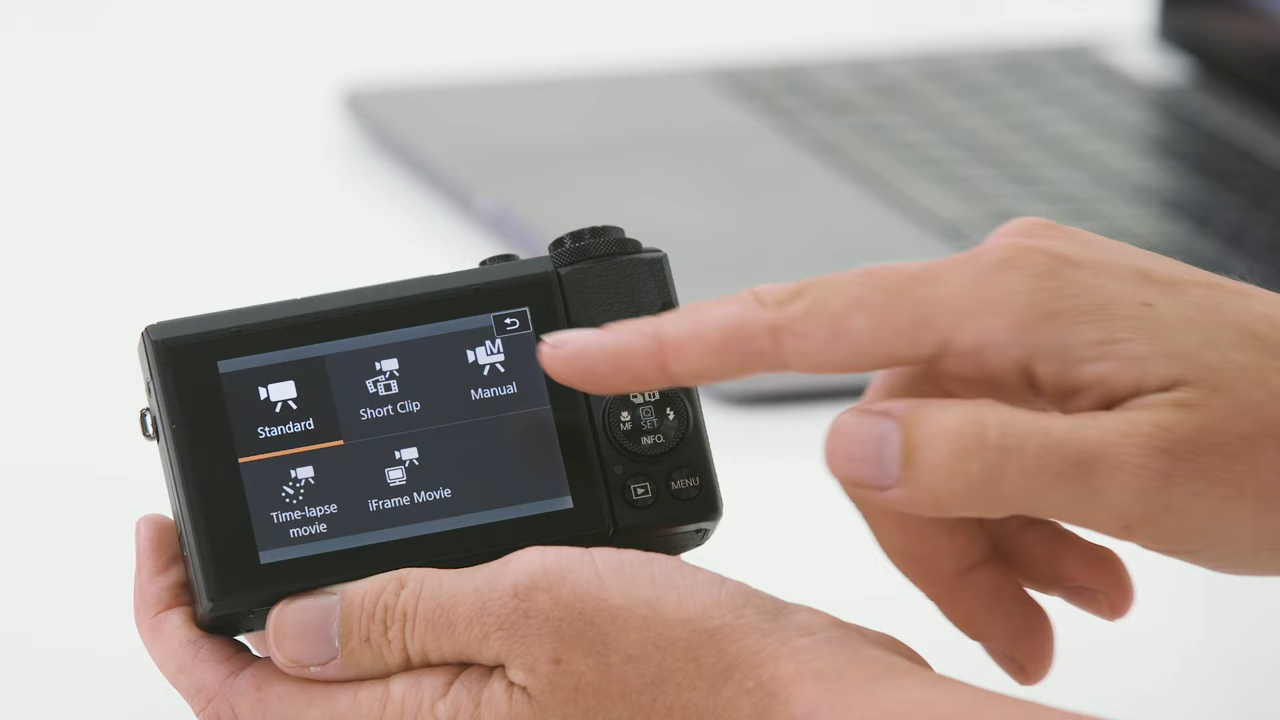 M
Standard
Short Clip
Manual
Time-lapse
movie
iFrame Movie
MF
SET
INFO.
MENU